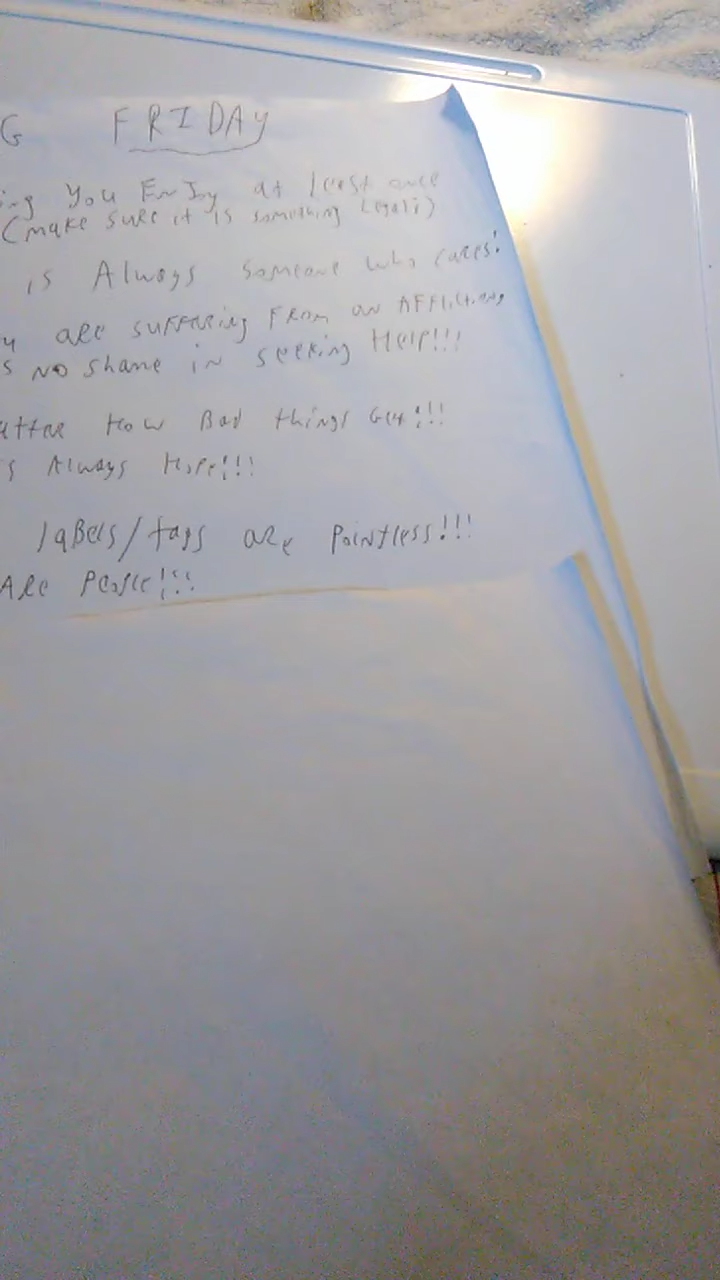 G FRIDAY
ing You EnJoy at least once
(make sure it is something Legal!)
is Always someone who cares!
u are suffering From an Affliction,
s no shame in seeking Help!!!
atter How Bad things Get!!!
s Always Hope!!!
labels/tags are Pointless!!!
Are People!!!